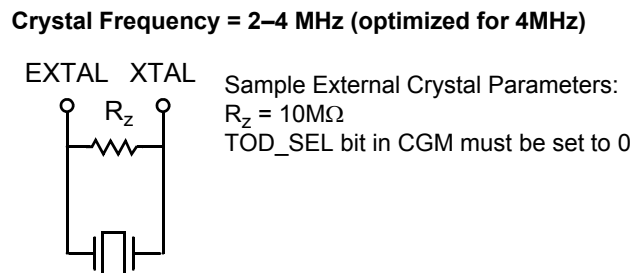 Crystal Frequency = 2–4 MHz (optimized for 4MHz)
EXTAL XTAL
Rz
Sample External Crystal Parameters:
Rz = 10MΩ
TOD_SEL bit in CGM must be set to 0